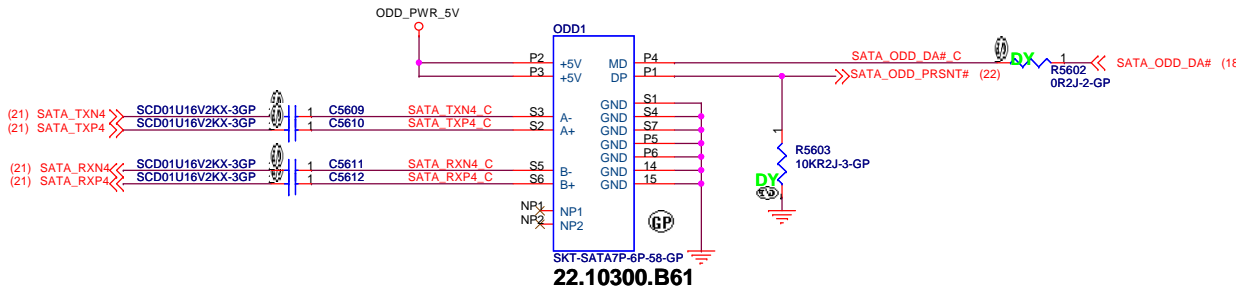 ODD_PWR_5V
ODD1
P2 +5V MD P4 SATA_ODD_DA#_C DY 1 R5602 SATA_ODD_DA# (18
0R2J-2-GP
P3 +5V DP P1 SATA_ODD_PRSNT# (22)
(21) SATA_TXN4 SCD01U16V2KX-3GP 1 C5609 SATA_TXN4_C S3 A- GND S1
(21) SATA_TXP4 SCD01U16V2KX-3GP 1 C5610 SATA_TXP4_C S2 A+ GND S4
GND S7
GND P5
GND P6
(21) SATA_RXN4 SCD01U16V2KX-3GP 1 C5611 SATA_RXN4_C S5 B- GND 14
(21) SATA_RXP4 SCD01U16V2KX-3GP 1 C5612 SATA_RXP4_C S6 B+ GND 15
1 R5603
10KR2J-3-GP
DY
NP1 NP1
NP2 NP2
GP
SKT-SATA7P-6P-58-GP
22.10300.B61